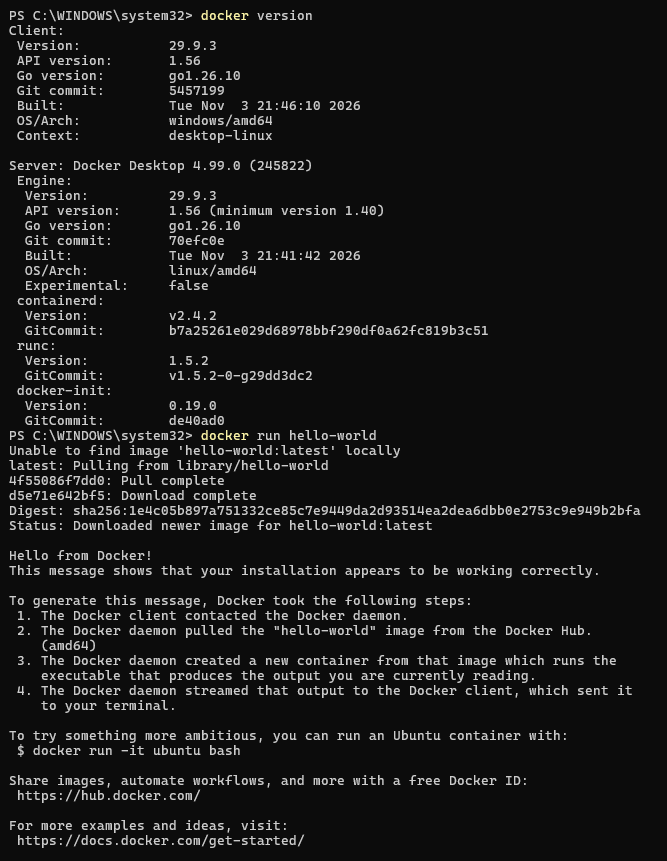 PS C:\WINDOWS\system32> docker version
Client:
 Version:           29.9.3
 API version:       1.56
 Go version:        go1.26.10
 Git commit:        5457199
 Built:             Tue Nov  3 21:46:10 2026
 OS/Arch:           windows/amd64
 Context:           desktop-linux

Server: Docker Desktop 4.99.0 (245822)
 Engine:
  Version:          29.9.3
  API version:      1.56 (minimum version 1.40)
  Go version:       go1.26.10
  Git commit:       70efc0e
  Built:            Tue Nov  3 21:41:42 2026
  OS/Arch:          linux/amd64
  Experimental:     false
 containerd:
  Version:          v2.4.2
  GitCommit:        b7a25261e029d68978bbf290df0a62fc819b3c51
 runc:
  Version:          1.5.2
  GitCommit:        v1.5.2-0-g29dd3dc2
 docker-init:
  Version:          0.19.0
  GitCommit:        de40ad0
PS C:\WINDOWS\system32> docker run hello-world
Unable to find image 'hello-world:latest' locally
latest: Pulling from library/hello-world
4f55086f7dd0: Pull complete
d5e71e642bf5: Download complete
Digest: sha256:1e4c05b897a751332ce85c7e9449da2d93514ea2dea6dbb0e2753c9e949b2bfa
Status: Downloaded newer image for hello-world:latest

Hello from Docker!
This message shows that your installation appears to be working correctly.

To generate this message, Docker took the following steps:
 1. The Docker client contacted the Docker daemon.
 2. The Docker daemon pulled the "hello-world" image from the Docker Hub.
    (amd64)
 3. The Docker daemon created a new container from that image which runs the
    executable that produces the output you are currently reading.
 4. The Docker daemon streamed that output to the Docker client, which sent it
    to your terminal.

To try something more ambitious, you can run an Ubuntu container with:
 $ docker run -it ubuntu bash

Share images, automate workflows, and more with a free Docker ID:
 https://hub.docker.com/

For more examples and ideas, visit:
 https://docs.docker.com/get-started/